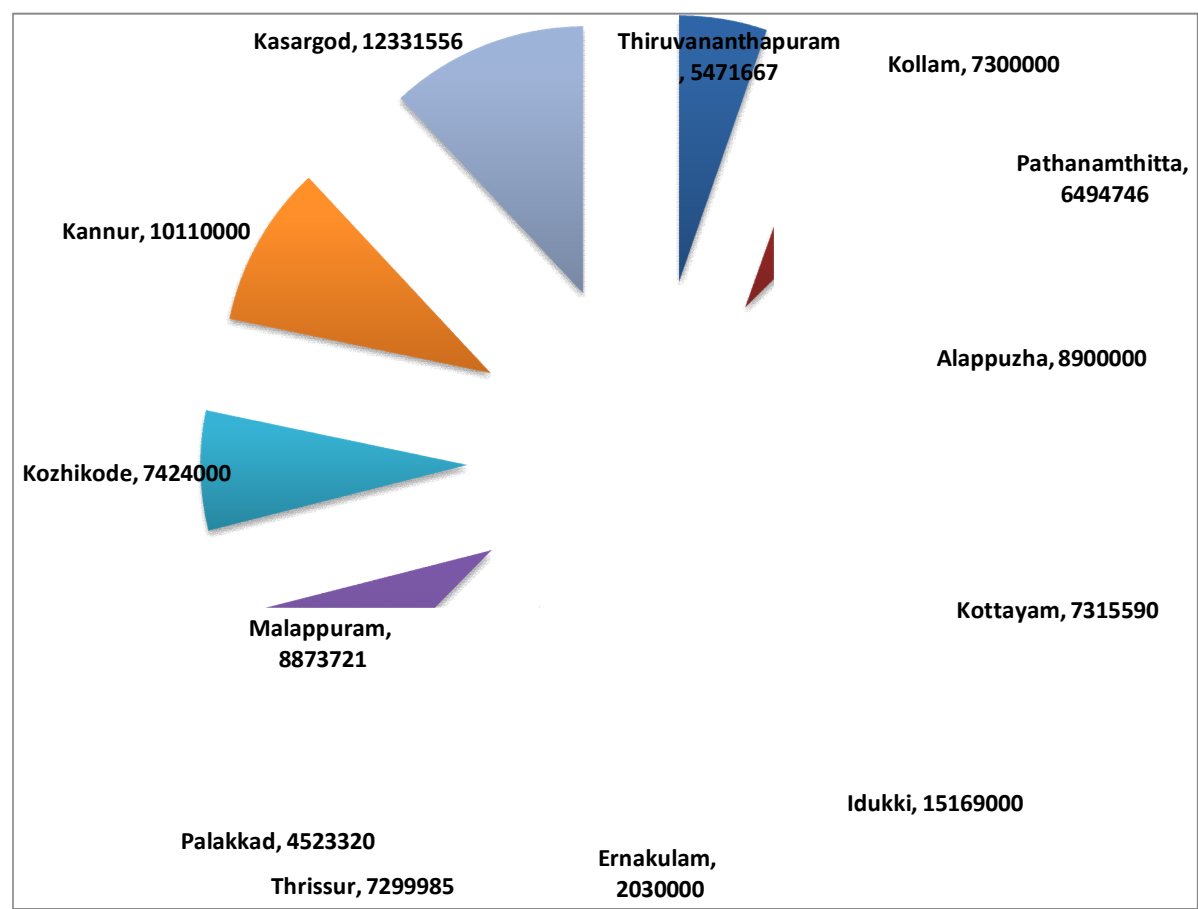 Kasargod, 12331556
Thiruvananthapuram
, 5471667
Kollam, 7300000
Pathanamthitta,
6494746
Kannur, 10110000
Alappuzha, 8900000
Kozhikode, 7424000
Kottayam, 7315590
Malappuram,
8873721
Idukki, 15169000
Palakkad, 4523320
Ernakulam,
2030000
Thrissur, 7299985